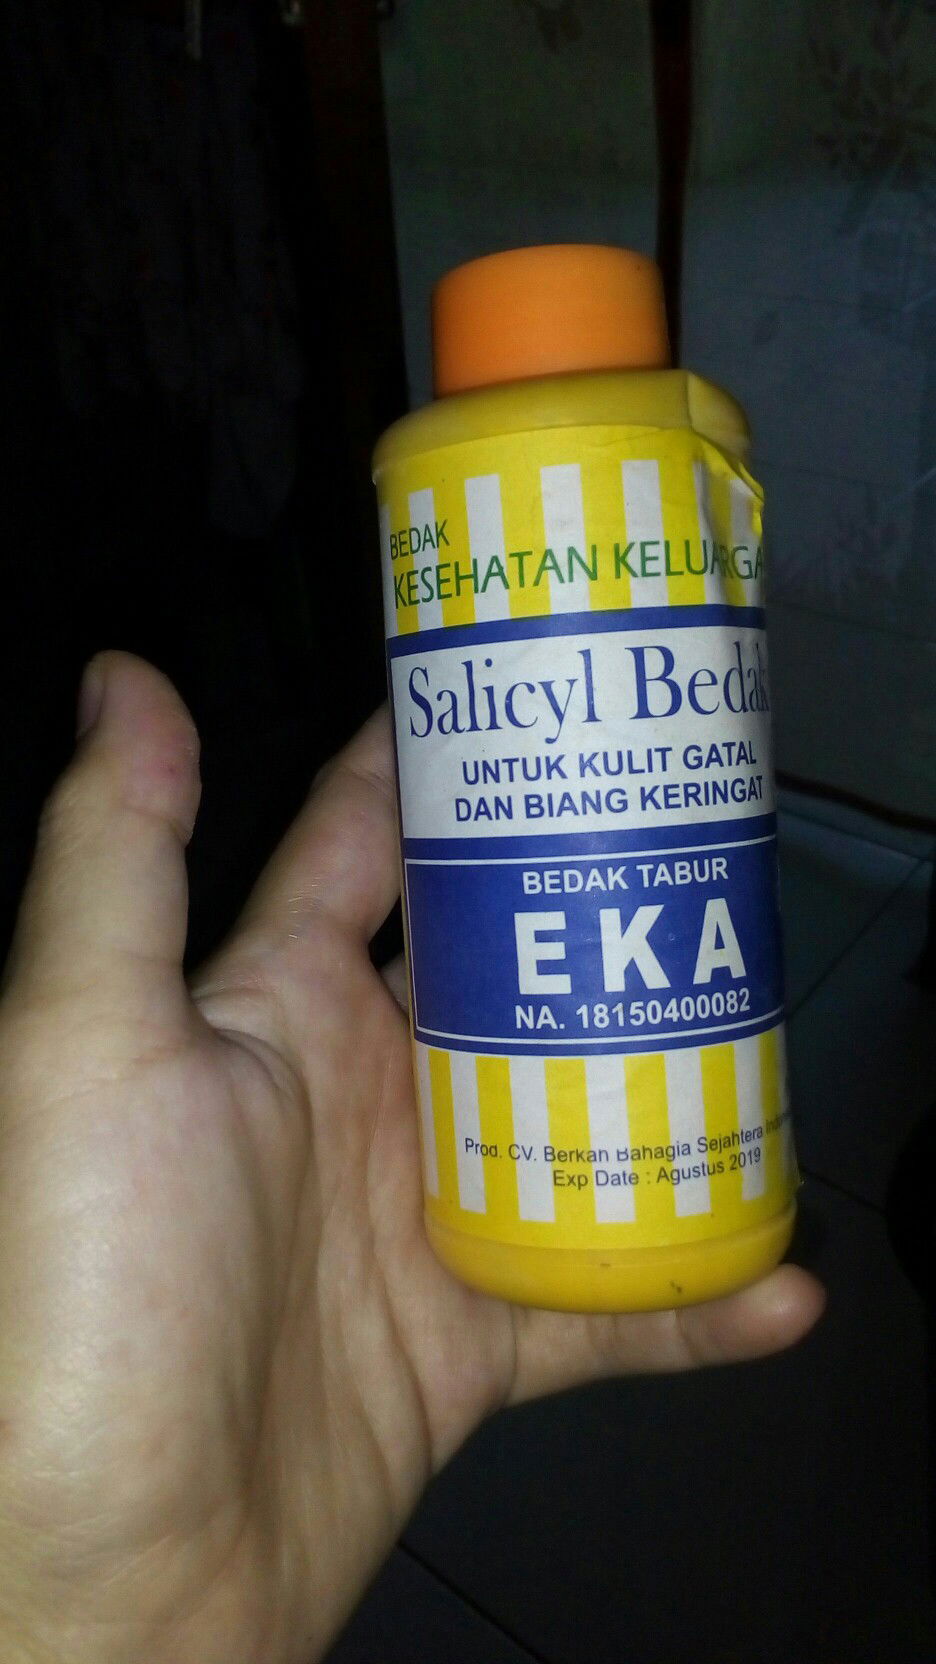 BEDAK
KESEHATAN KELUARGA
Salicyl Bedak
UNTUK KULIT GATAL
DAN BIANG KERINGAT
BEDAK TABUR
EKA
NA. 18150400082
Prod. CV. Berkan Bahagia Sejahtera
Exp Date : Agustus 2019